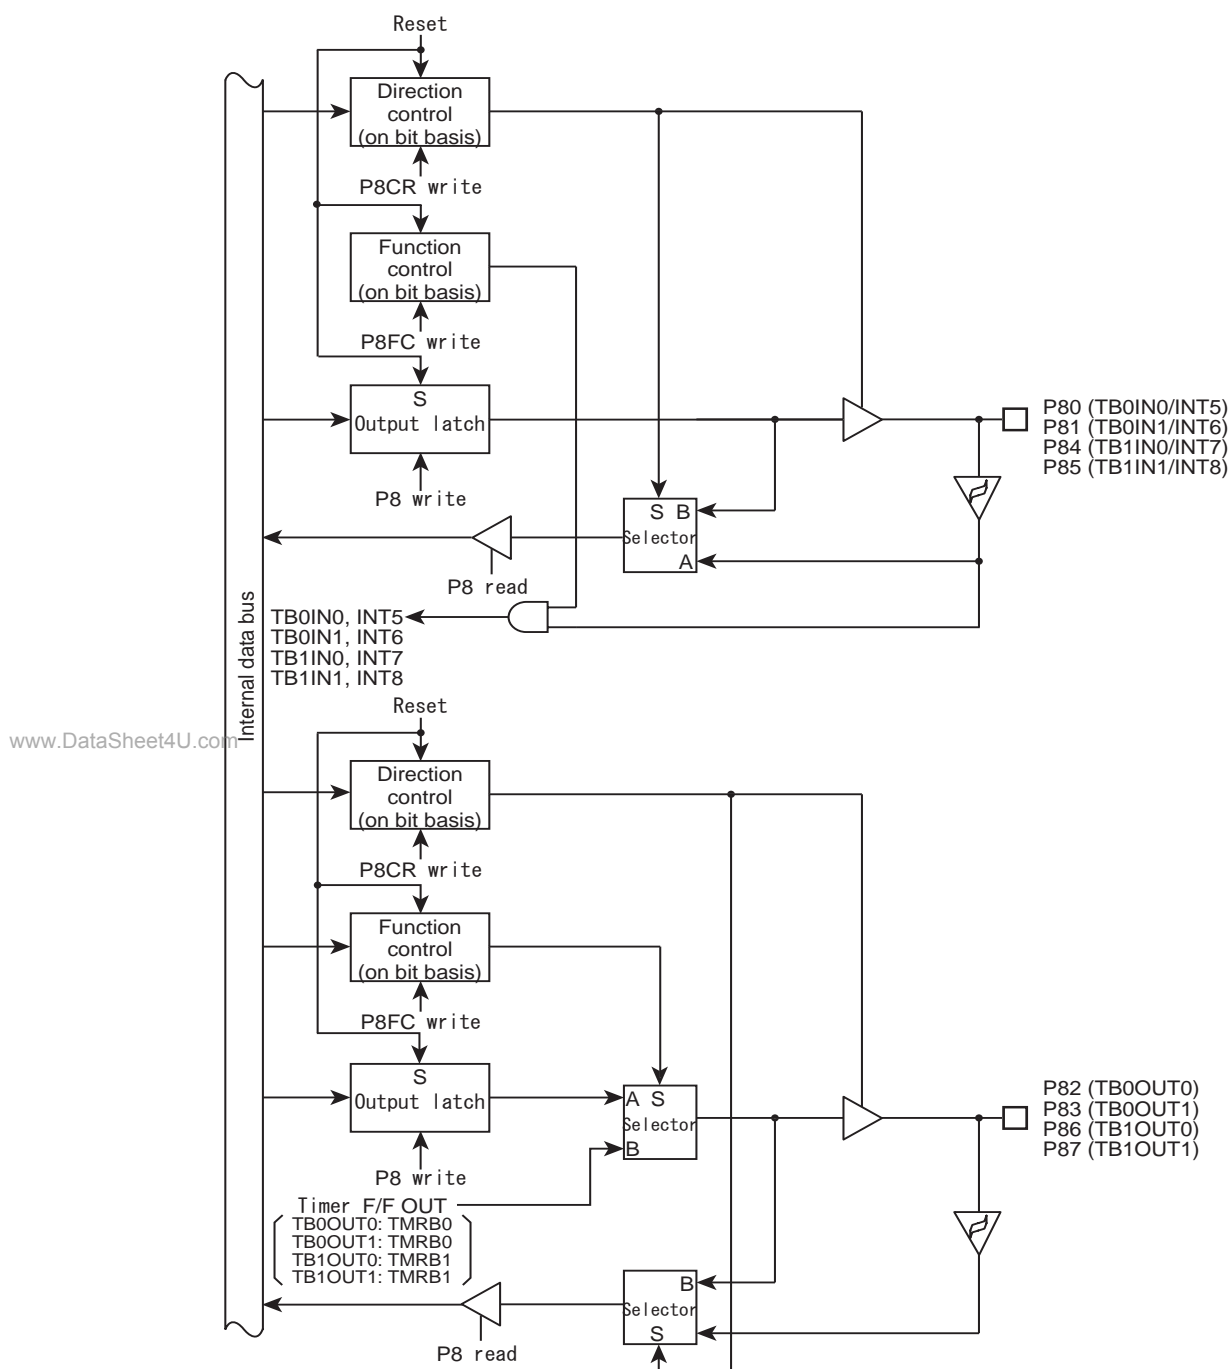 Reset
Direction
control
(on bit basis)
P8CR write
Function
control
(on bit basis)
P8FC write
S
Output latch
P8 write
P80 (TB0IN0/INT5)
P81 (TB0IN1/INT6)
P84 (TB1IN0/INT7)
P85 (TB1IN1/INT8)
S B
Selector
A
P8 read
TB0IN0, INT5
TB0IN1, INT6
TB1IN0, INT7
TB1IN1, INT8
Internal data bus
www.DataSheet4U.com
Reset
Direction
control
(on bit basis)
P8CR write
Function
control
(on bit basis)
P8FC write
S
Output latch
P8 write
A S
Selector
B
P82 (TB0OUT0)
P83 (TB0OUT1)
P86 (TB1OUT0)
P87 (TB1OUT1)
Timer F/F OUT
TB0OUT0: TMRB0
TB0OUT1: TMRB0
TB1OUT0: TMRB1
TB1OUT1: TMRB1
B
Selector
S
P8 read